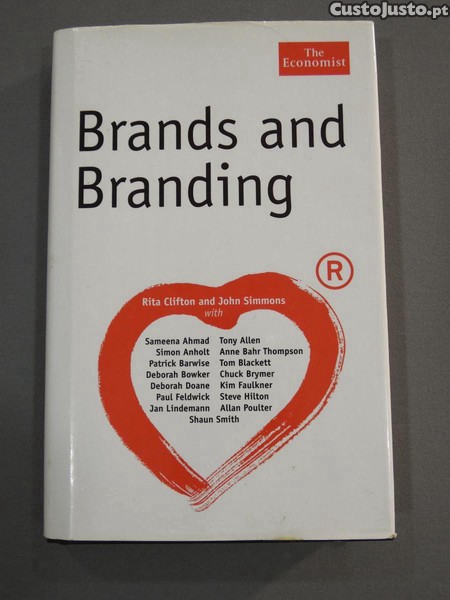 CustoJusto.pt
The
Economist
Brands and
Branding
®
Rita Clifton and John Simmons
with
Sameena Ahmad Tony Allen
Simon Anholt Anne Bahr Thompson
Patrick Barwise Tom Blackett
Deborah Bowker Chuck Brymer
Deborah Doane Kim Faulkner
Paul Feldwick Steve Hilton
Jan Lindemann Allan Poulter
Shaun Smith